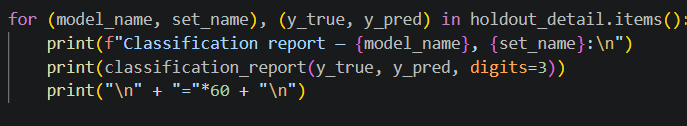 for (model_name, set_name), (y_true, y_pred) in holdout_detail.items():
    print(f"Classification report — {model_name}, {set_name}:\n")
    print(classification_report(y_true, y_pred, digits=3))
    print("\n" + "="*60 + "\n")